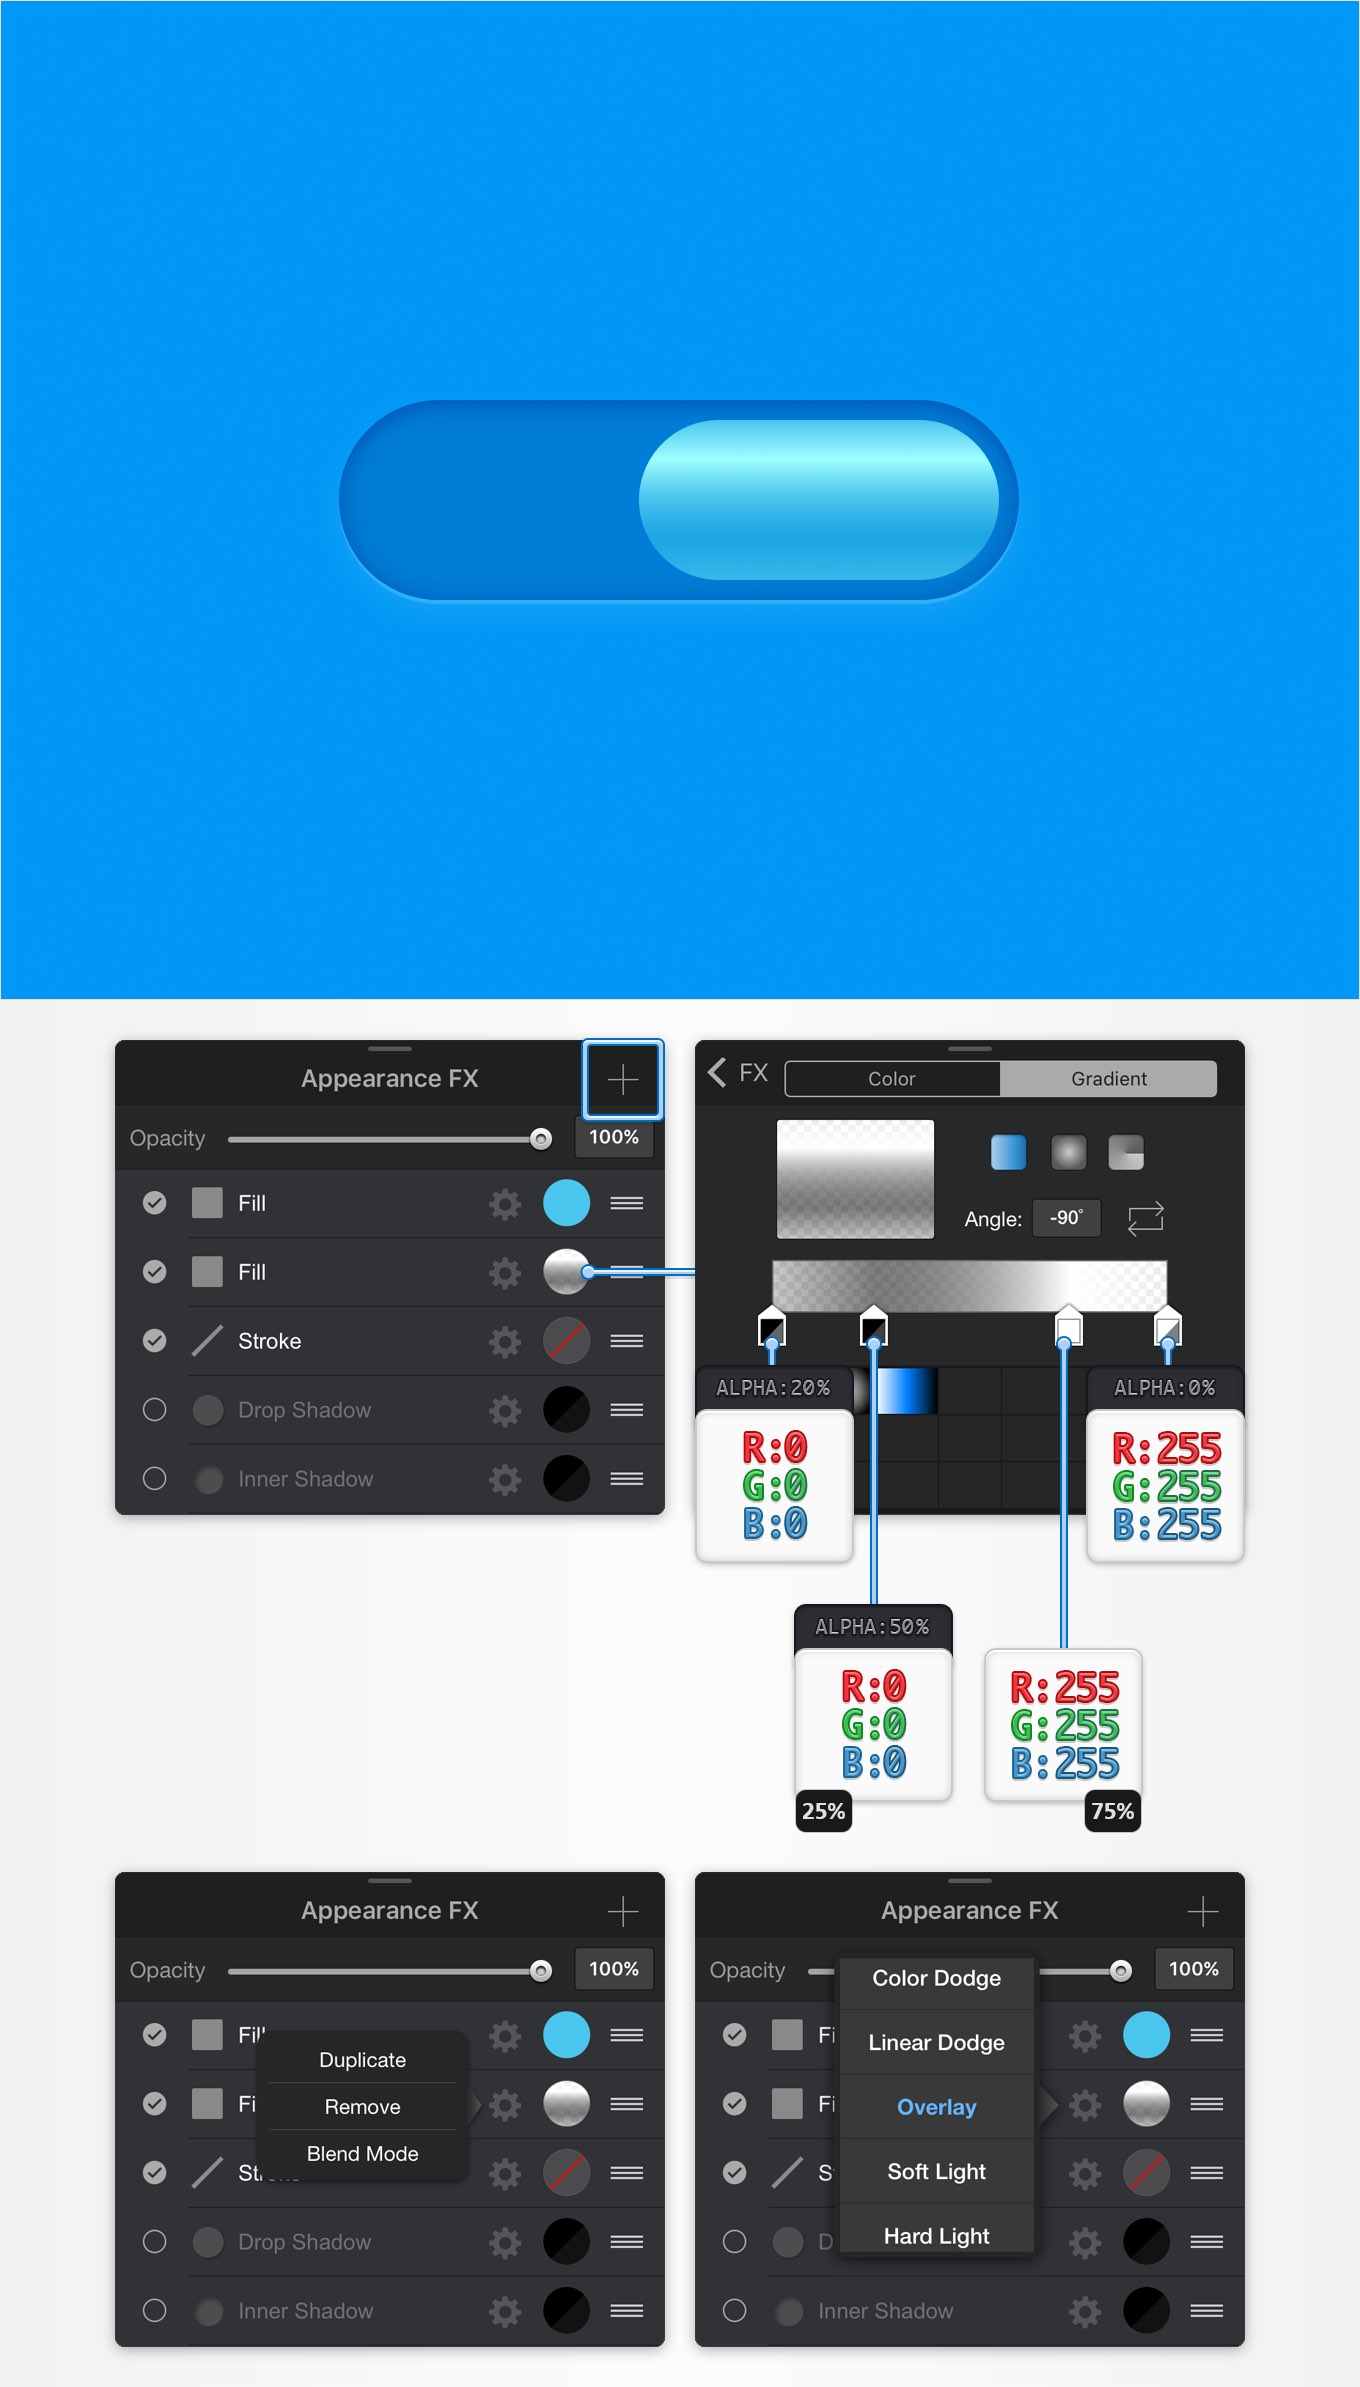 Appearance FX
Opacity 100%
Fill
Fill
Stroke
Drop Shadow
Inner Shadow
FX Color Gradient
Angle: -90°
ALPHA:20%
R:0
G:0
B:0
ALPHA:0%
R:255
G:255
B:255
ALPHA:50%
R:0
G:0
B:0
25%
R:255
G:255
B:255
75%
Appearance FX
Opacity 100%
Fil
Duplicate
Fi
Remove
Blend Mode
St
Drop Shadow
Inner Shadow
Appearance FX
Opacity 100%
Color Dodge
Fi
Linear Dodge
Fi
Overlay
S
Soft Light
D
Hard Light
Inner Shadow